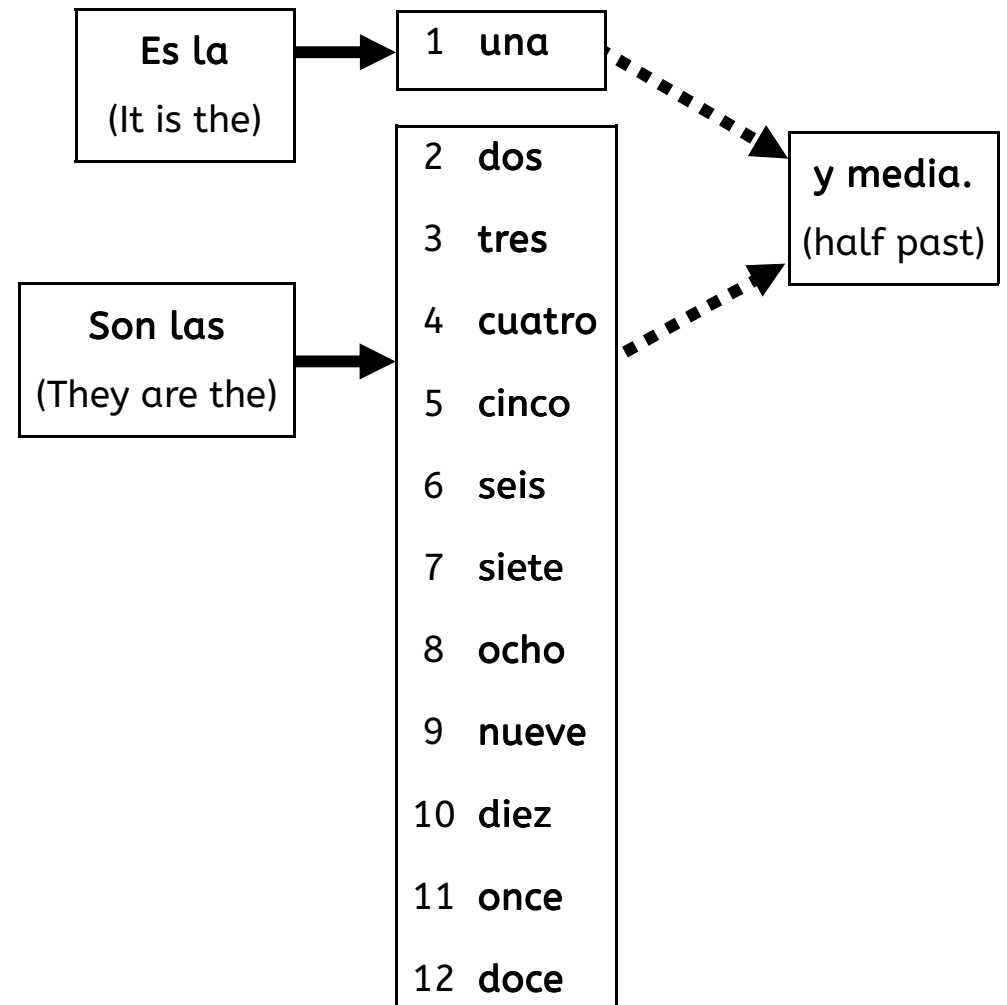 Es la
(It is the)
1 una
2 dos
3 tres
4 cuatro
5 cinco
6 seis
7 siete
8 ocho
9 nueve
10 diez
11 once
12 doce
Son las
(They are the)
y media.
(half past)